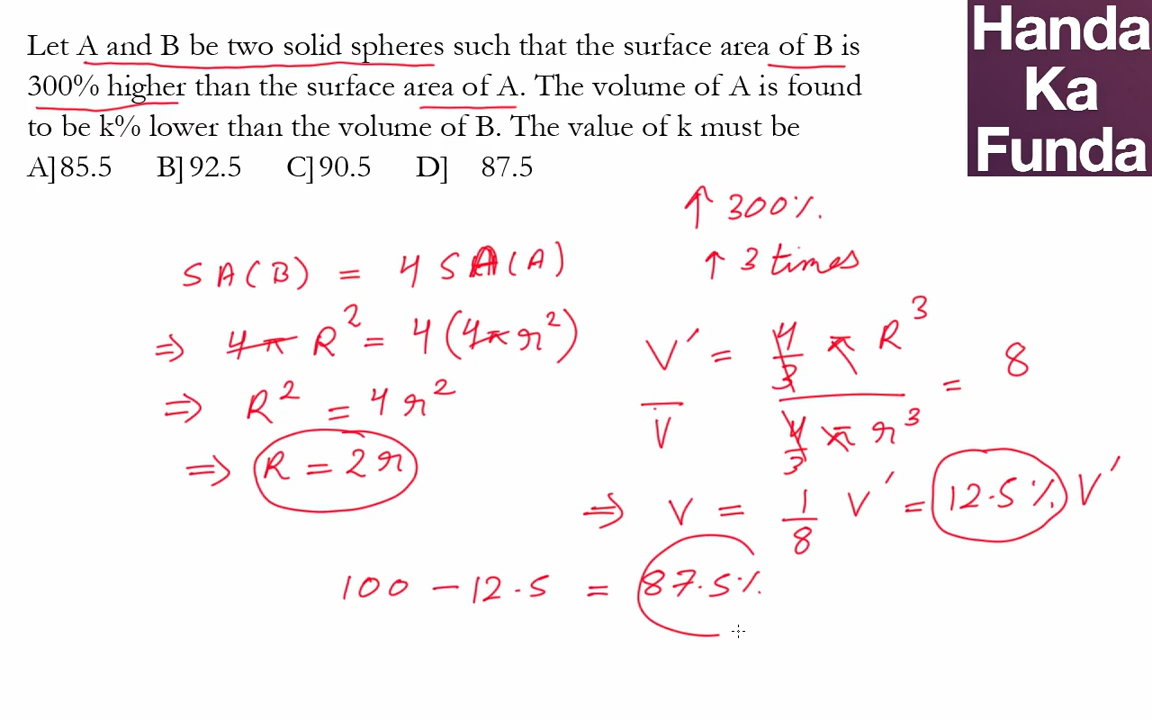 Let A and B be two solid spheres such that the surface area of B is
300% higher than the surface area of A. The volume of A is found
to be k% lower than the volume of B. The value of k must be
A]85.5 B]92.5 C]90.5 D] 87.5
Handa
Ka
Funda
↑ 300%.
↑ 3 times
SA(B) = 4 SA(A)
⇒ 4π R² = 4(4π r²)
⇒ R² = 4r²
⇒ R = 2r
V'/V = (4/3 π R³)/(4/3 π r³) = 8
⇒ V = 1/8 V' = 12.5% V'
100 − 12.5 = 87.5%